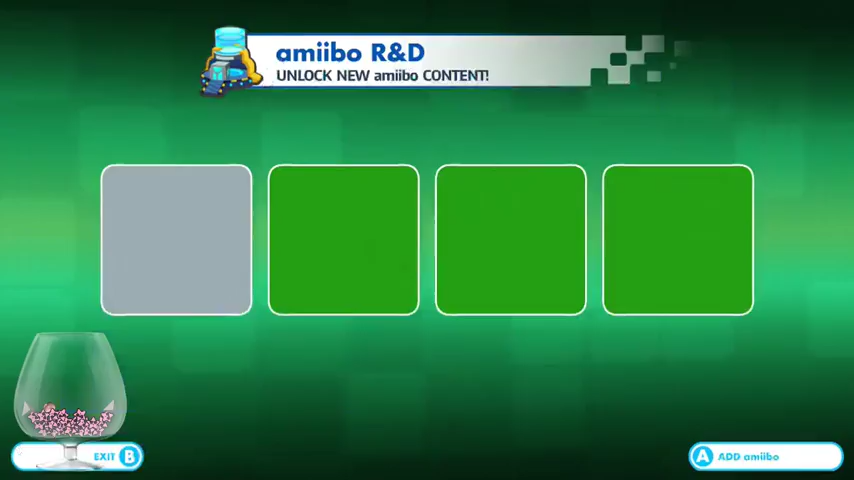 amiibo R&D
UNLOCK NEW amiibo CONTENT!
EXIT B
A ADD amiibo